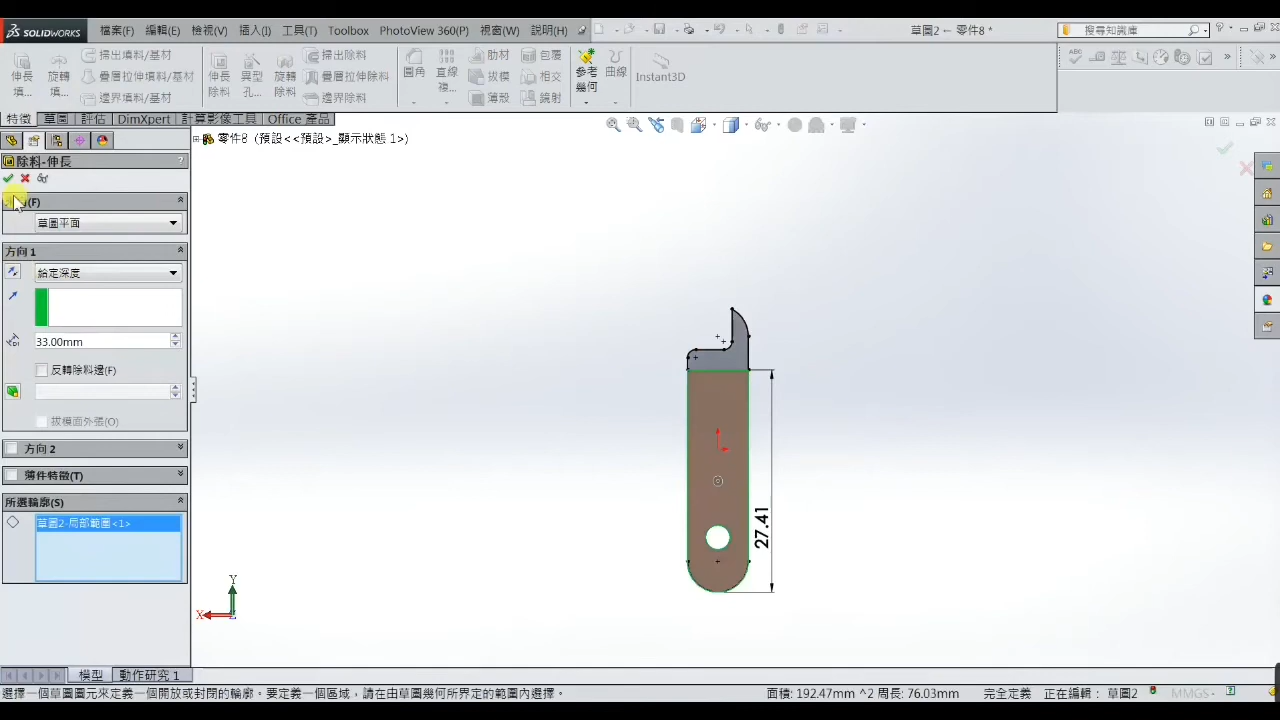 SOLIDWORKS 檔案(F) 編輯(E) 檢視(V) 插入(I) 工具(T) Toolbox PhotoView 360(P) 視窗(W) 說明(H) 草圖2 ← 零件8 * 搜尋知識庫
伸長填... 旋轉填... 掃出填料/基材 伸長除料 異型孔... 旋轉除料 掃出除料 圓角 直線複... 肋材 包覆 參考幾何 曲線 Instant3D
疊層拉伸填料/基材 疊層拉伸除料 拔模 相交
邊界填料/基材 邊界除料 薄殼 鏡射
特徵 草圖 評估 DimXpert 計算影像工具 Office 產品
零件8 (預設<<預設>_顯示狀態 1>)
除料-伸長 ?
(F)
草圖平面
方向 1
給定深度
33.00mm
反轉除料邊(F)
拔模面外張(O)
方向 2
薄件特徵(T)
所選輪廓(S)
草圖2-局部範圍<1>
27.41
Y
X
模型 動作研究 1
選擇一個草圖圖元來定義一個開放或封閉的輪廓。要定義一個區域，請在由草圖幾何所界定的範圍內選擇。 面積: 192.47mm ^2 周長: 76.03mm 完全定義 正在編輯： 草圖2 MMGS